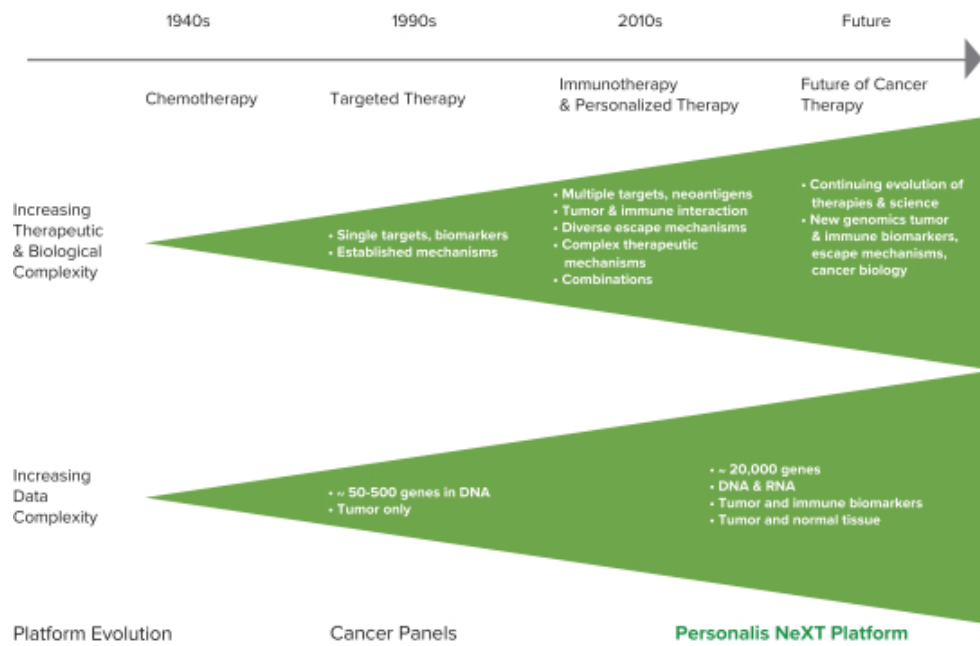 1940s
1990s
2010s
Future
Chemotherapy
Targeted Therapy
Immunotherapy
& Personalized Therapy
Future of Cancer
Therapy
Increasing
Therapeutic
& Biological
Complexity
• Single targets, biomarkers
• Established mechanisms
• Multiple targets, neoantigens
• Tumor & immune interaction
• Diverse escape mechanisms
• Complex therapeutic
mechanisms
• Combinations
• Continuing evolution of
therapies & science
• New genomics tumor
& immune biomarkers,
escape mechanisms,
cancer biology
Increasing
Data
Complexity
• ~ 50-500 genes in DNA
• Tumor only
• ~ 20,000 genes
• DNA & RNA
• Tumor and immune biomarkers
• Tumor and normal tissue
Platform Evolution
Cancer Panels
Personalis NeXT Platform